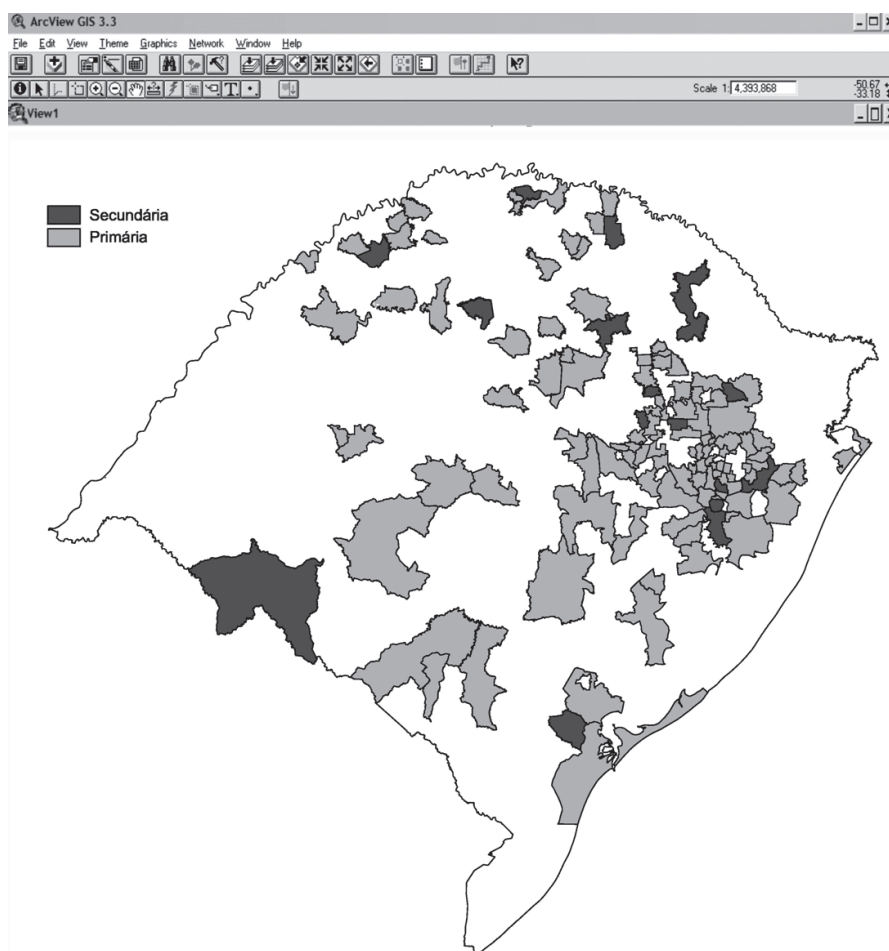 ArcView GIS 3.3
File Edit View Theme Graphics Network Window Help
Scale 1: 4,393,868
-50.67
-33.18
View1
Secundária
Primária